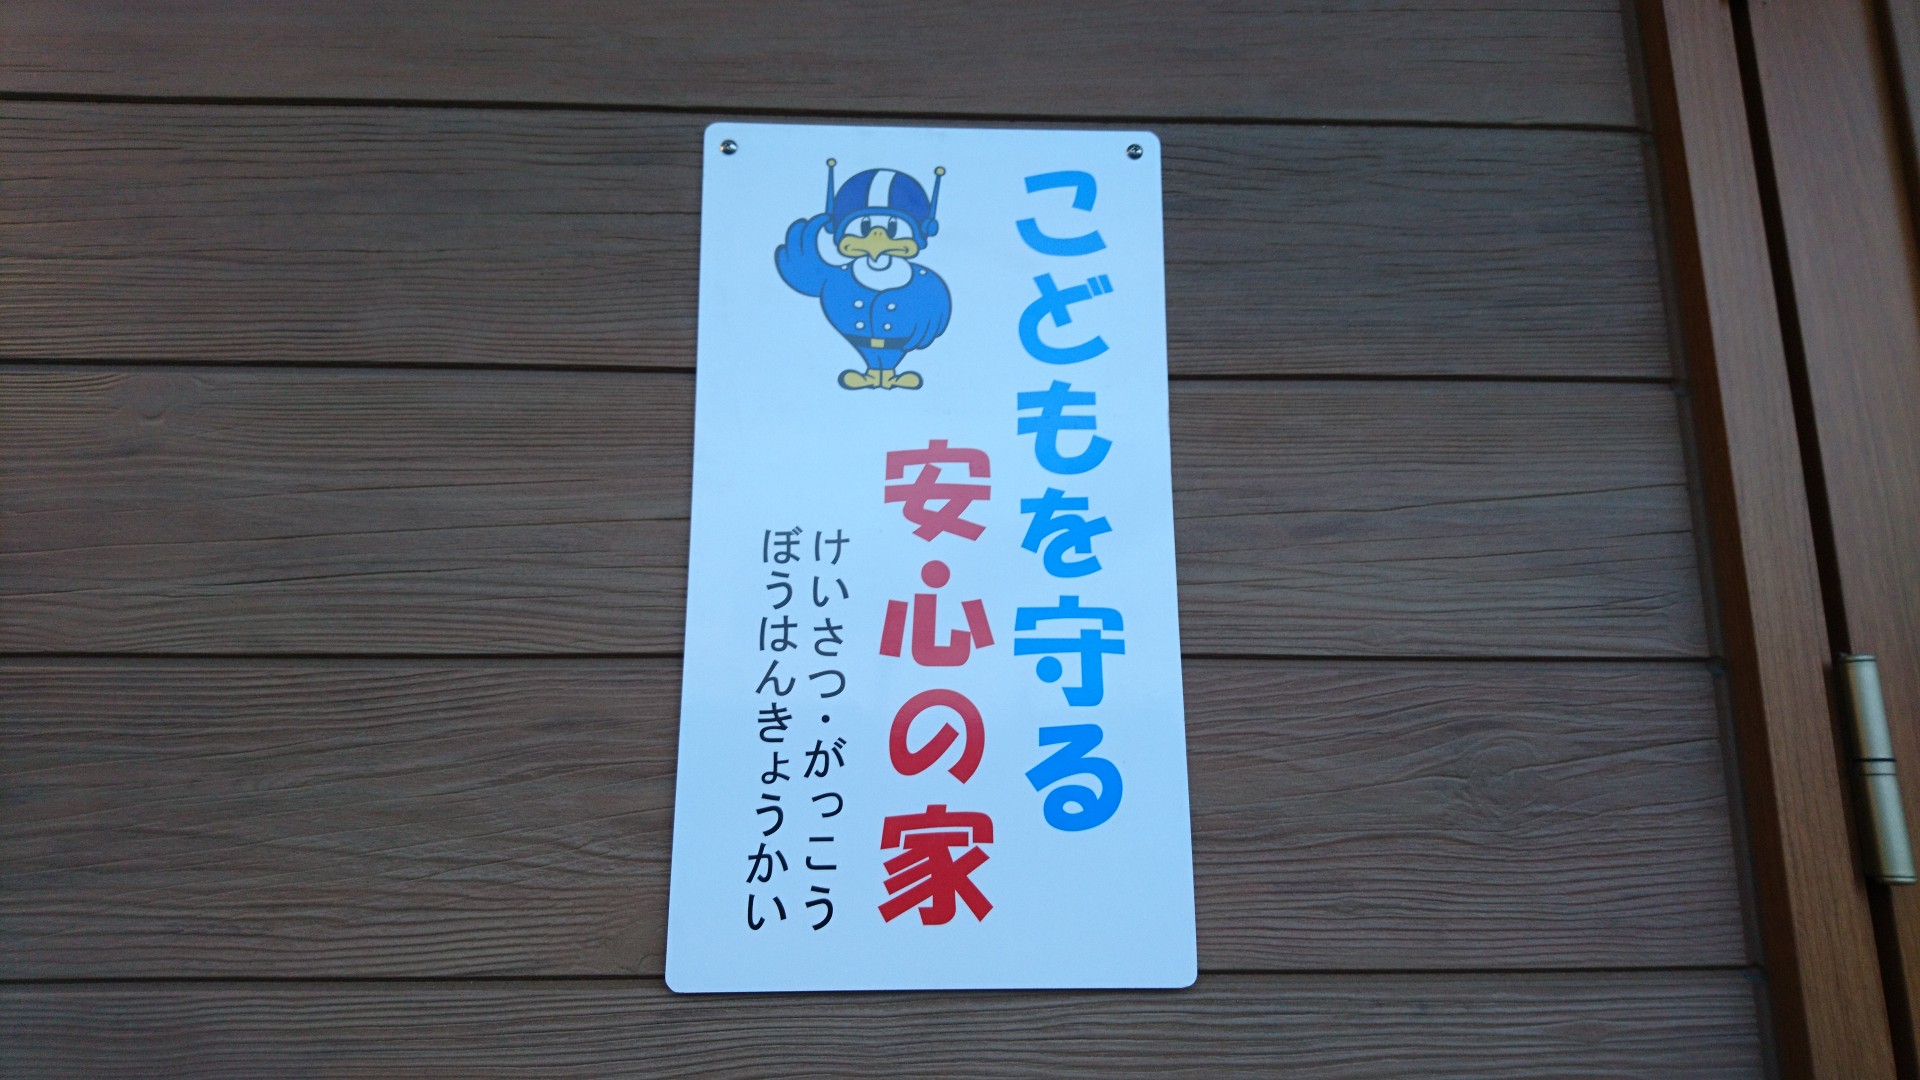 こどもを守る
安心の家
けいさつ・がっこう
ぼうはんきょうかい